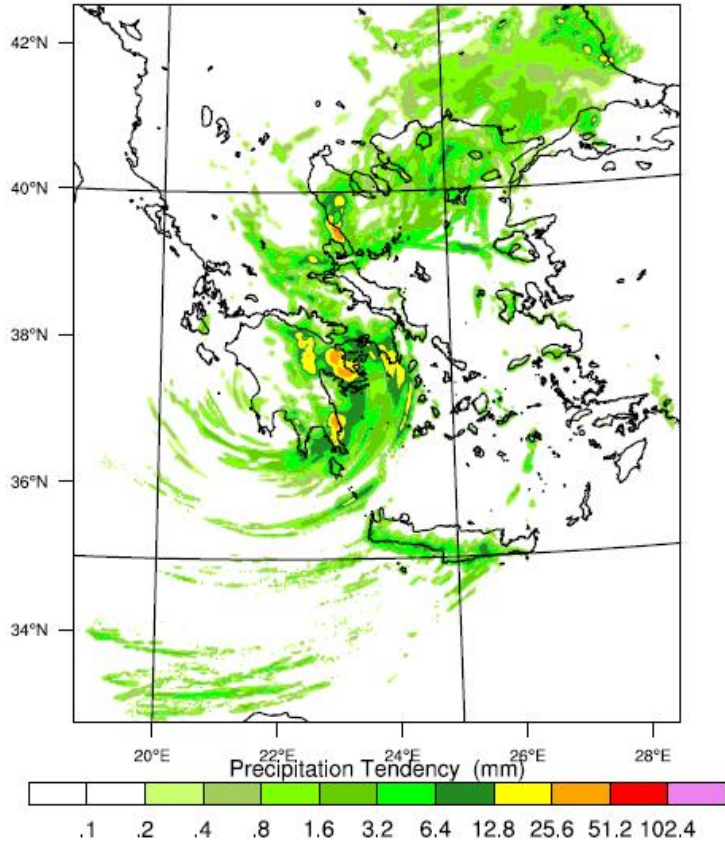 42°N
40°N
38°N
36°N
34°N
20°E 22°E 24°E 26°E 28°E
Precipitation Tendency (mm)
.1 .2 .4 .8 1.6 3.2 6.4 12.8 25.6 51.2 102.4